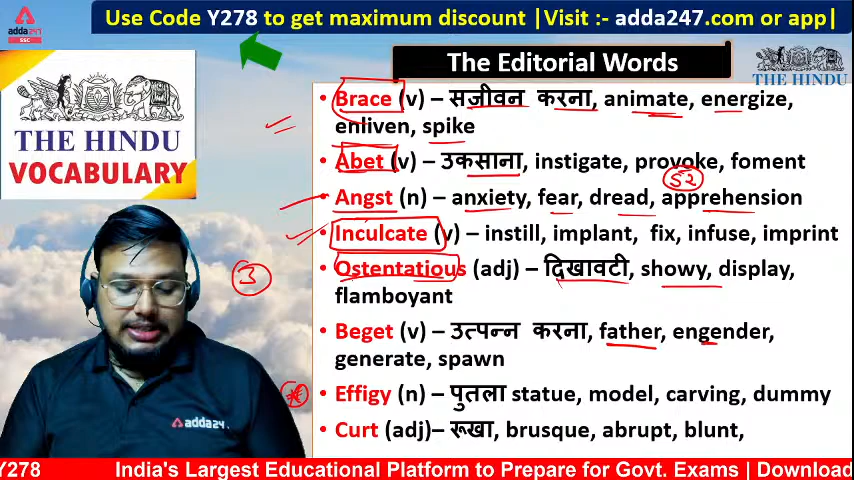 Use Code Y278 to get maximum discount |Visit :- adda247.com or app|
adda247
SSC
The Editorial Words
THE HINDU
THE HINDU
VOCABULARY
• Brace (v) – सजीवन करना, animate, energize,
enliven, spike
• Abet (v) – उकसाना, instigate, provoke, foment
52
• Angst (n) – anxiety, fear, dread, apprehension
• Inculcate (v) – instill, implant, fix, infuse, imprint
3
• Ostentatious (adj) – दिखावटी, showy, display,
flamboyant
• Beget (v) – उत्पन्न करना, father, engender,
generate, spawn
• Effigy (n) – पुतला statue, model, carving, dummy
• Curt (adj)– रूखा, brusque, abrupt, blunt,
adda247
Y278 India's Largest Educational Platform to Prepare for Govt. Exams | Download